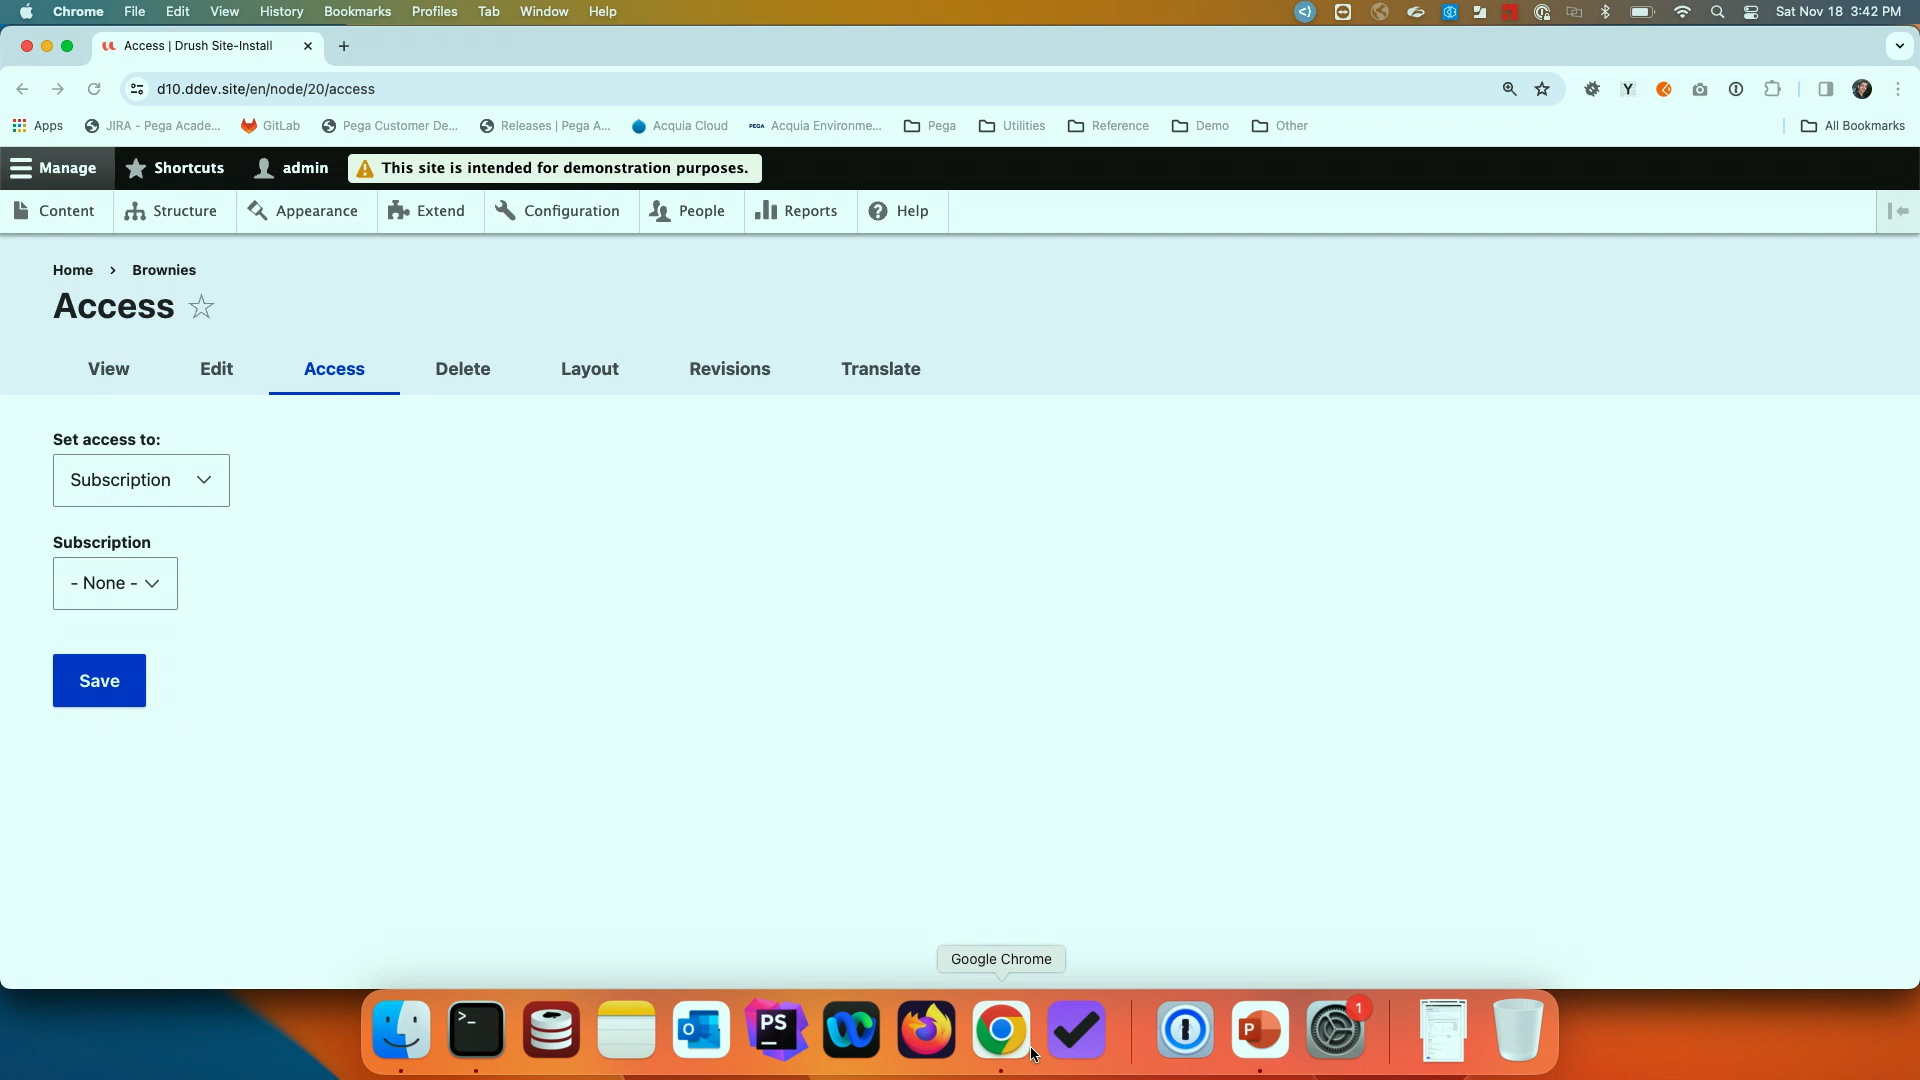 Chrome File Edit View History Bookmarks Profiles Tab Window Help Sat Nov 18 3:42 PM
Access | Drush Site-Install
d10.ddev.site/en/node/20/access
Apps JIRA - Pega Acade... GitLab Pega Customer De... Releases | Pega A... Acquia Cloud PEGA Acquia Environme... Pega Utilities Reference Demo Other All Bookmarks
Manage Shortcuts admin This site is intended for demonstration purposes.
Content Structure Appearance Extend Configuration People Reports Help
Home › Brownies
Access
View Edit Access Delete Layout Revisions Translate
Set access to:
Subscription
Subscription
- None -
Save
Google Chrome
PS
1